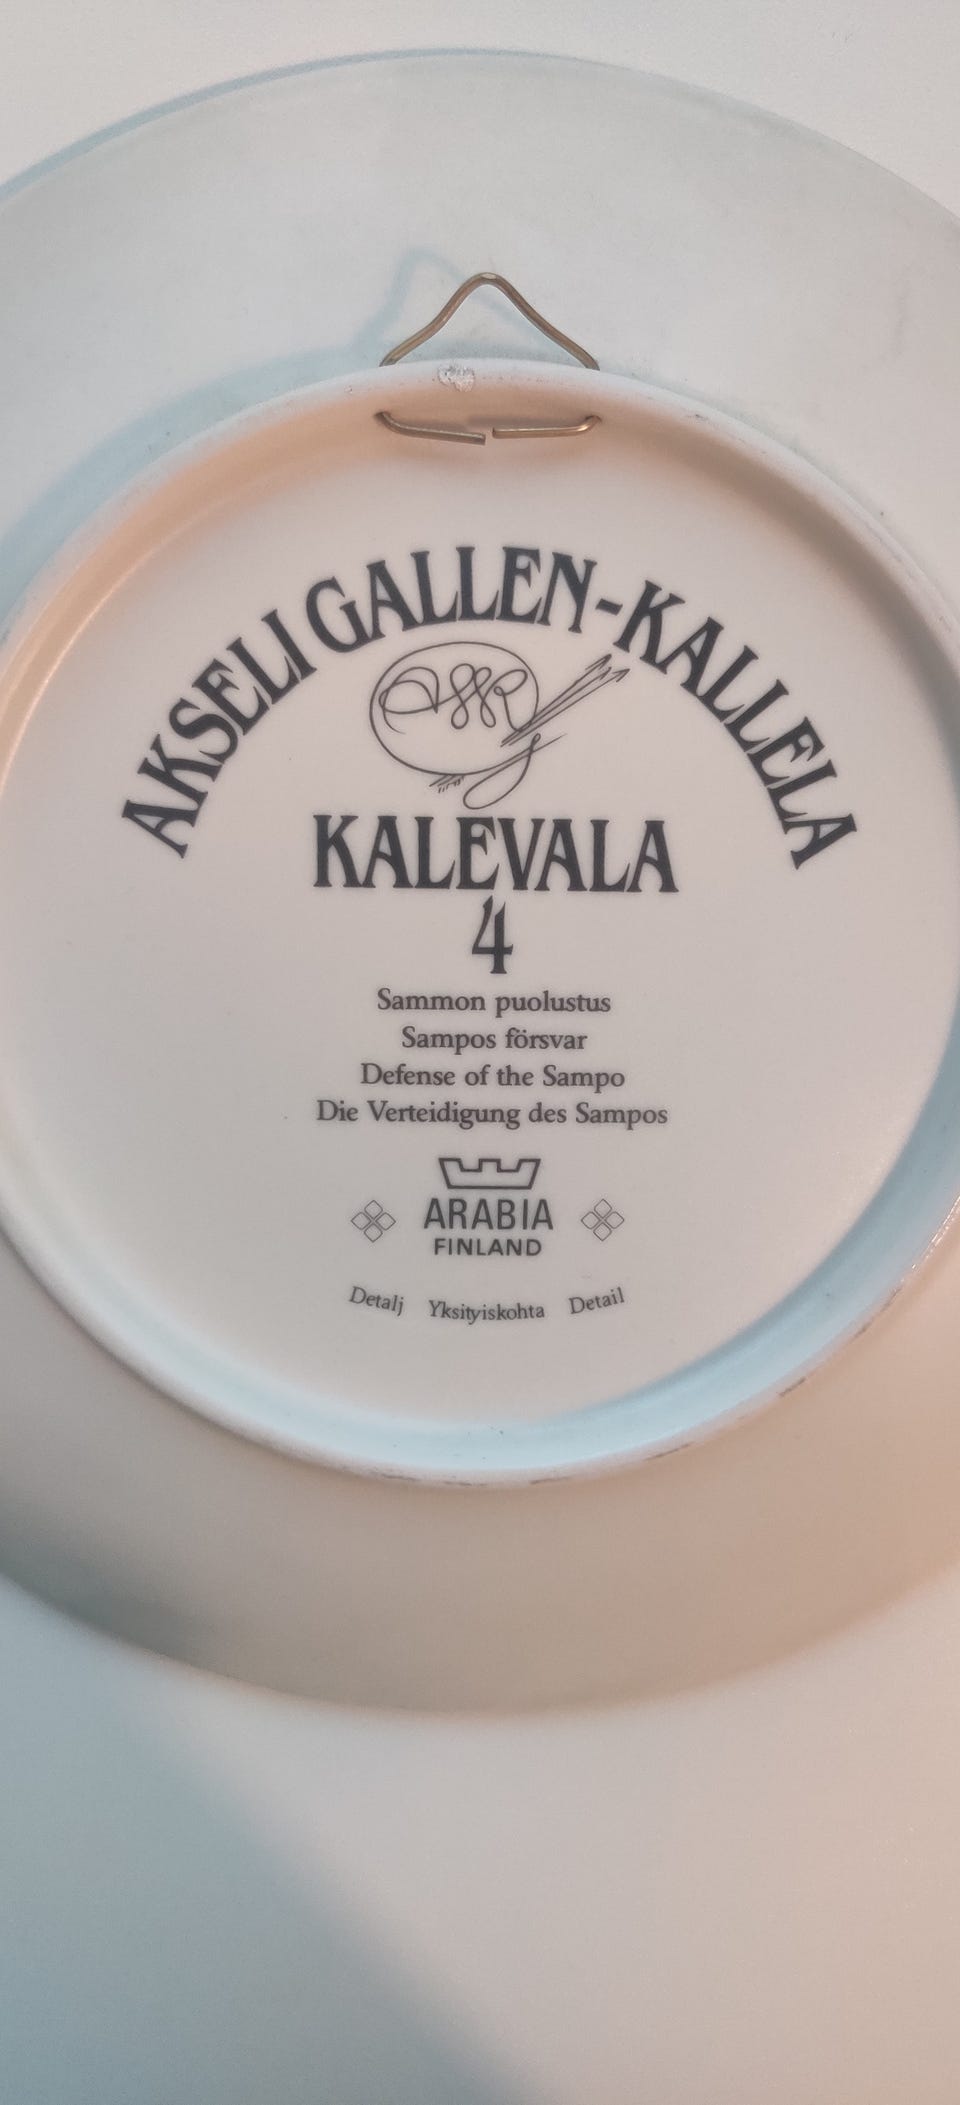 AKSELI GALLEN-KALLELA
KALEVALA
4
Sammon puolustus
Sampos försvar
Defense of the Sampo
Die Verteidigung des Sampos
ARABIA
FINLAND
Detalj Yksityiskohta Detail